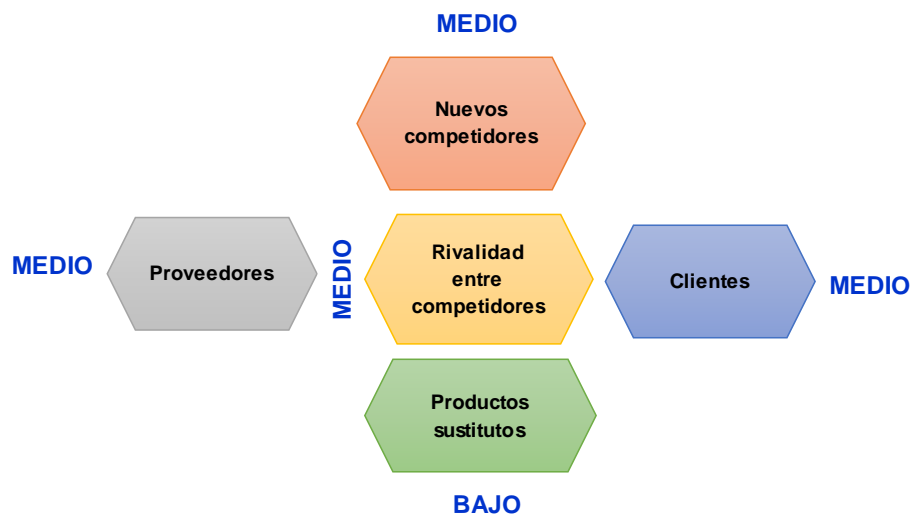 MEDIO
Nuevos
competidores
MEDIO
Proveedores
MEDIO
Rivalidad
entre
competidores
Clientes
MEDIO
Productos
sustitutos
BAJO